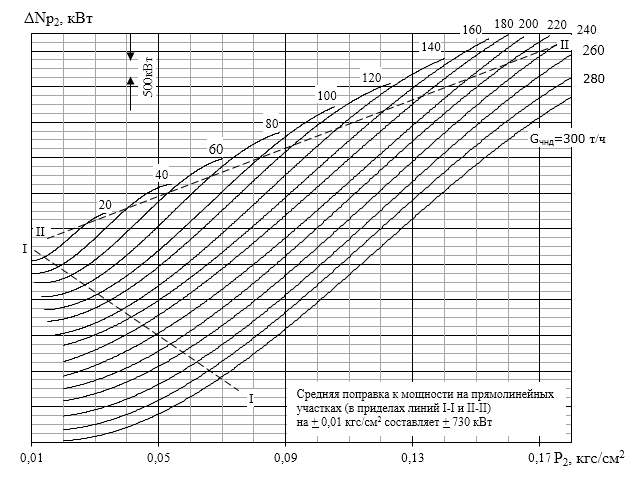 ΔNp2, кВт
160 180 200 220 240
II
140
260
500кВт
120
280
100
80
Gчнд=300 т/ч
60
40
20
II
I
I
Средняя поправка к мощности на прямолинейных
участках (в приделах линий I-I и II-II)
на ± 0,01 кгс/см² составляет ± 730 кВт
0,01 0,05 0,09 0,13 0,17 P2, кгс/см²